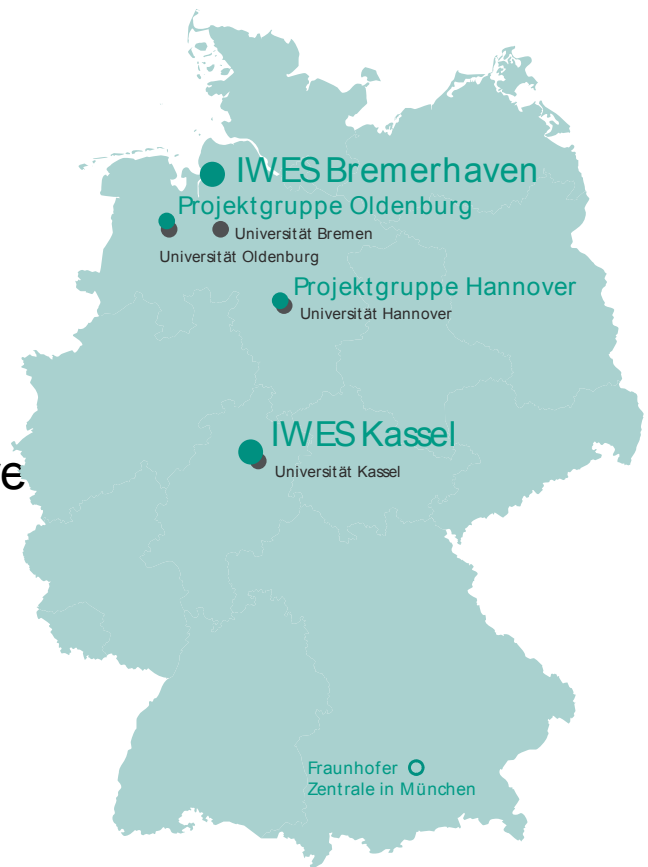 IWES Bremerhaven
Projektgruppe Oldenburg
Universität Bremen
Universität Oldenburg
Projektgruppe Hannover
Universität Hannover
IWES Kassel
Universität Kassel
Fraunhofer
Zentrale in München